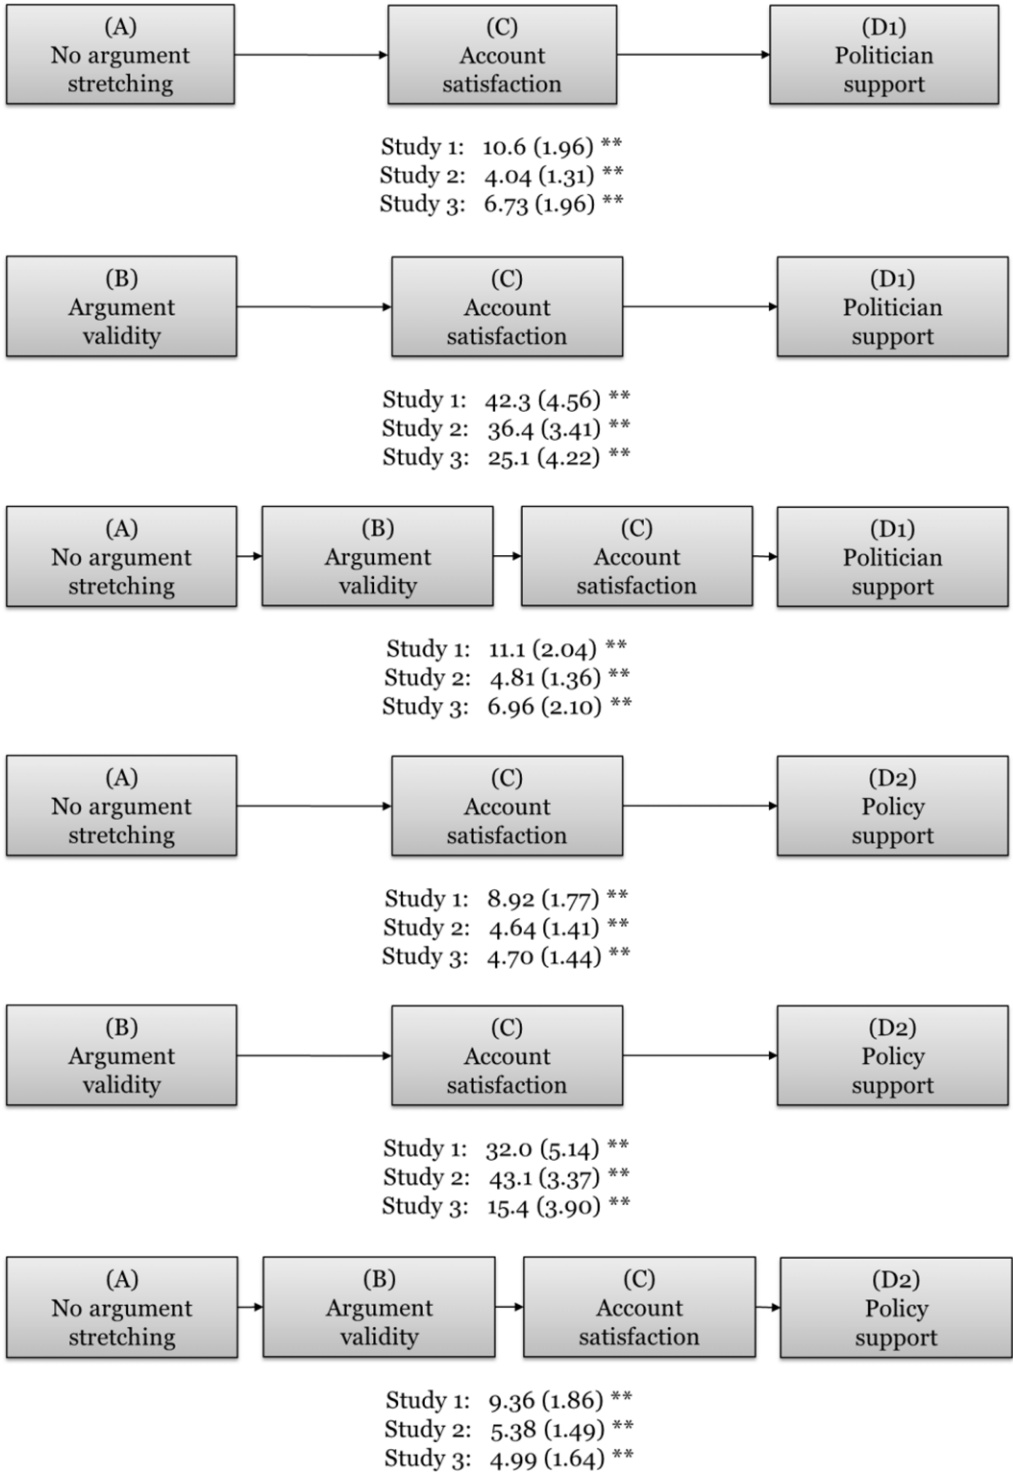 (A)
No argument
stretching
(C)
Account
satisfaction
(D1)
Politician
support
Study 1: 10.6 (1.96) **
Study 2: 4.04 (1.31) **
Study 3: 6.73 (1.96) **
(B)
Argument
validity
(C)
Account
satisfaction
(D1)
Politician
support
Study 1: 42.3 (4.56) **
Study 2: 36.4 (3.41) **
Study 3: 25.1 (4.22) **
(A)
No argument
stretching
(B)
Argument
validity
(C)
Account
satisfaction
(D1)
Politician
support
Study 1: 11.1 (2.04) **
Study 2: 4.81 (1.36) **
Study 3: 6.96 (2.10) **
(A)
No argument
stretching
(C)
Account
satisfaction
(D2)
Policy
support
Study 1: 8.92 (1.77) **
Study 2: 4.64 (1.41) **
Study 3: 4.70 (1.44) **
(B)
Argument
validity
(C)
Account
satisfaction
(D2)
Policy
support
Study 1: 32.0 (5.14) **
Study 2: 43.1 (3.37) **
Study 3: 15.4 (3.90) **
(A)
No argument
stretching
(B)
Argument
validity
(C)
Account
satisfaction
(D2)
Policy
support
Study 1: 9.36 (1.86) **
Study 2: 5.38 (1.49) **
Study 3: 4.99 (1.64) **